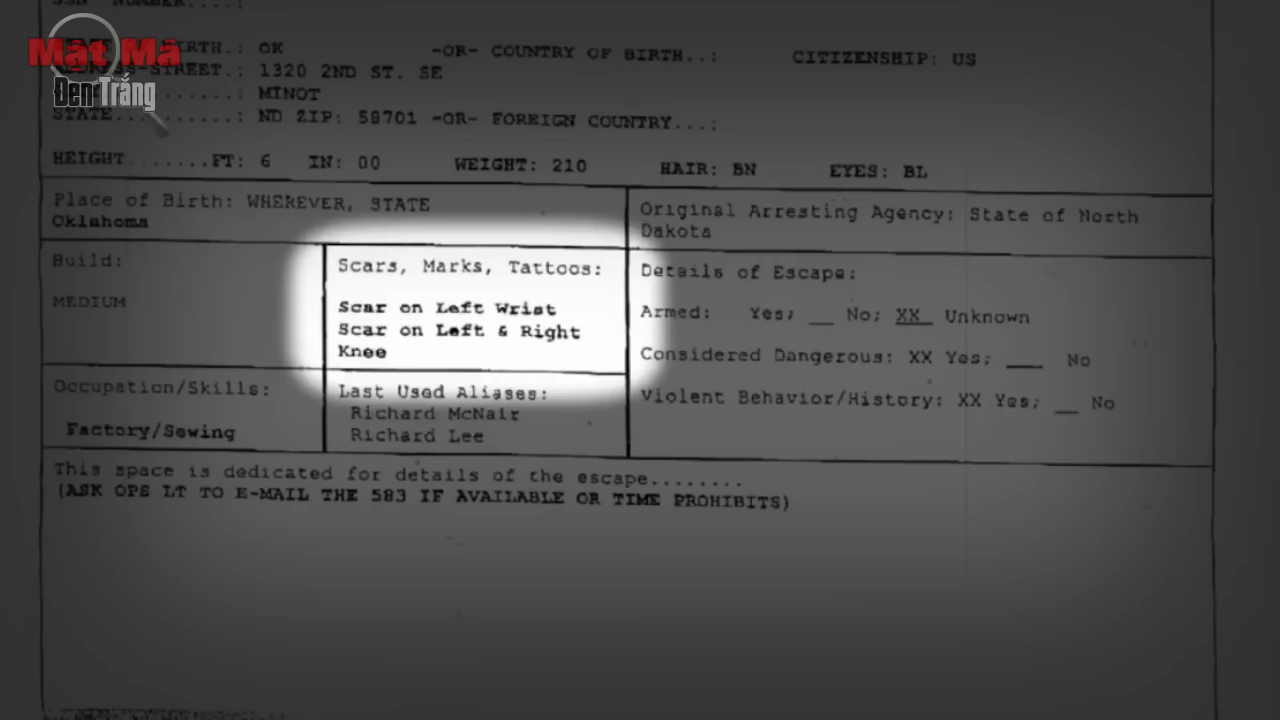 SSN NUMBER....:
Mật Mã
Đen Trắng
BIRTH.: OK -OR- COUNTRY OF BIRTH..: CITIZENSHIP: US
ADDRESS-STREET.: 1320 2ND ST. SE
......: MINOT
STATE..........: ND ZIP: 58701 -OR- FOREIGN COUNTRY...:
HEIGHT.......FT: 6 IN: 00 WEIGHT: 210 HAIR: BN EYES: BL
Place of Birth: WHEREVER, STATE
Oklahoma
Original Arresting Agency: State of North
Dakota
Build:
MEDIUM
Scars, Marks, Tattoos:
Scar on Left Wrist
Scar on Left & Right
Knee
Details of Escape:
Armed: Yes; __ No; XX Unknown
Considered Dangerous: XX Yes; ___ No
Violent Behavior/History: XX Yes; __ No
Occupation/Skills:
Factory/Sewing
Last Used Aliases:
Richard McNair
Richard Lee
This space is dedicated for details of the escape........
(ASK OPS LT TO E-MAIL THE 583 IF AVAILABLE OR TIME PROHIBITS)